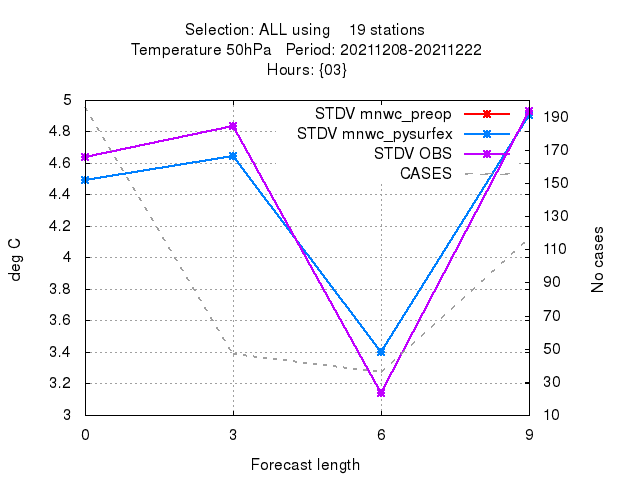 Selection: ALL using    19 stations
Temperature 50hPa   Period: 20211208-20211222
Hours: {03}
STDV mnwc_preop
STDV mnwc_pysurfex
STDV OBS
CASES
deg C
5
4.8
4.6
4.4
4.2
4
3.8
3.6
3.4
3.2
3
No cases
190
170
150
130
110
90
70
50
30
10
0
3
6
9
Forecast length